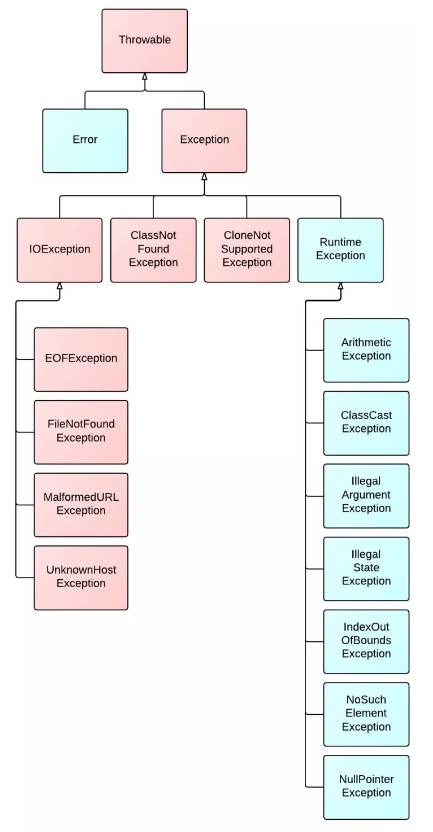 Throwable
Error
Exception
IOException
ClassNot
Found
Exception
CloneNot
Supported
Exception
Runtime
Exception
EOFException
FileNotFound
Exception
MalformedURL
Exception
UnknownHost
Exception
Arithmetic
Exception
ClassCast
Exception
Illegal
Argument
Exception
Illegal
State
Exception
IndexOut
OfBounds
Exception
NoSuch
Element
Exception
NullPointer
Exception